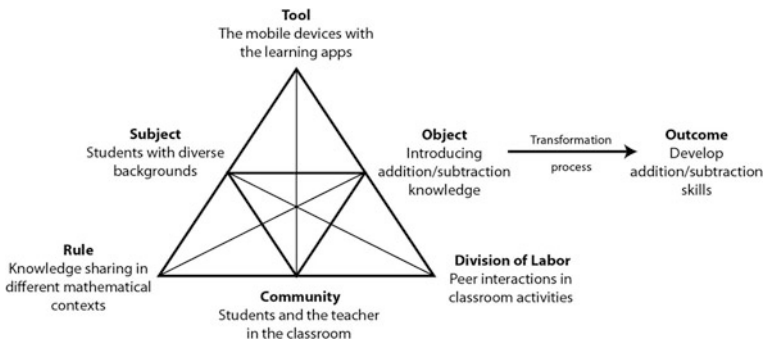 Tool
The mobile devices with
the learning apps
Subject
Students with diverse
backgrounds
Object
Introducing
addition/subtraction
knowledge
Transformation
process
Outcome
Develop
addition/subtraction
skills
Rule
Knowledge sharing in
different mathematical
contexts
Community
Students and the teacher
in the classroom
Division of Labor
Peer interactions in
classroom activities